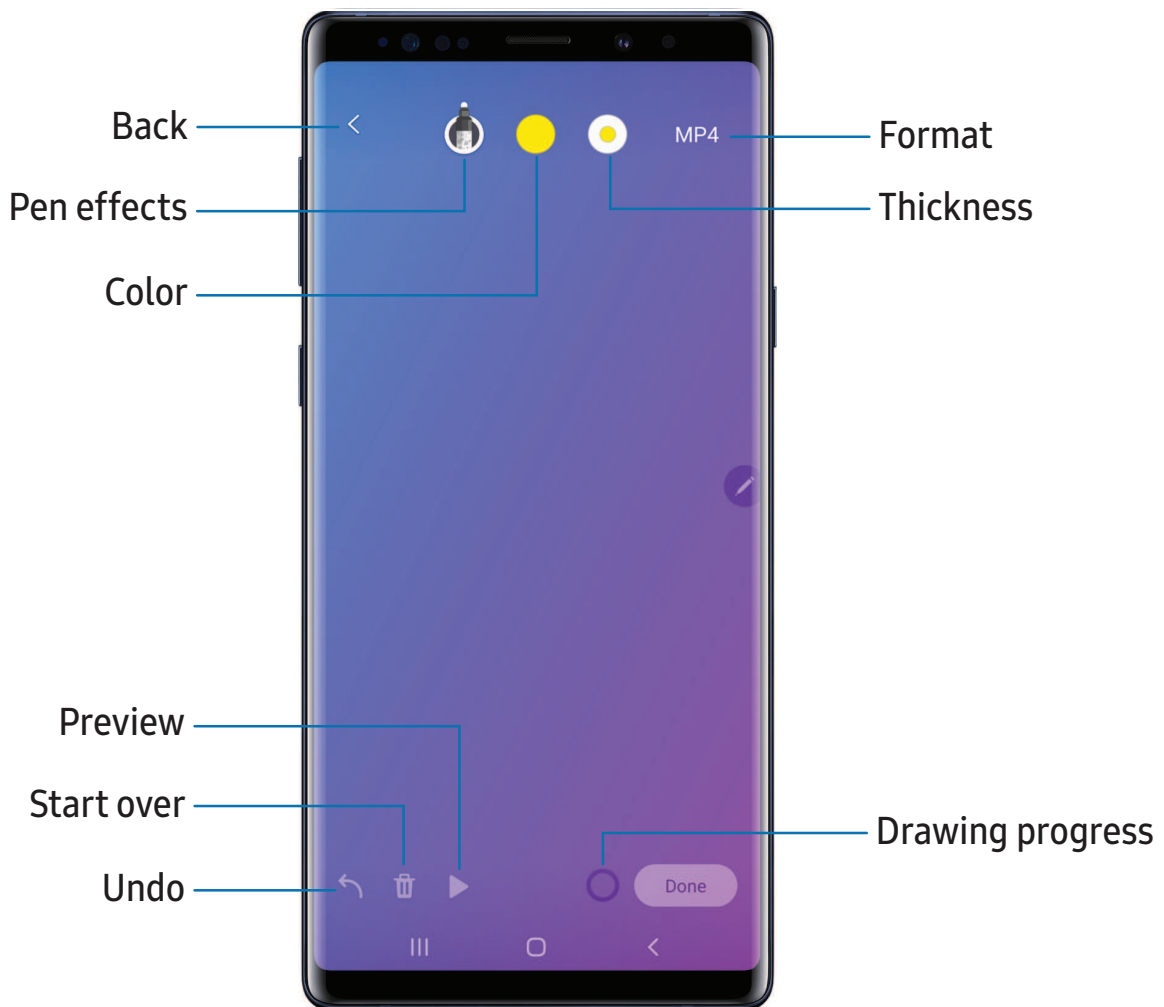 Back
MP4
Format
Pen effects
Thickness
Color
Preview
Start over
Drawing progress
Undo
Done